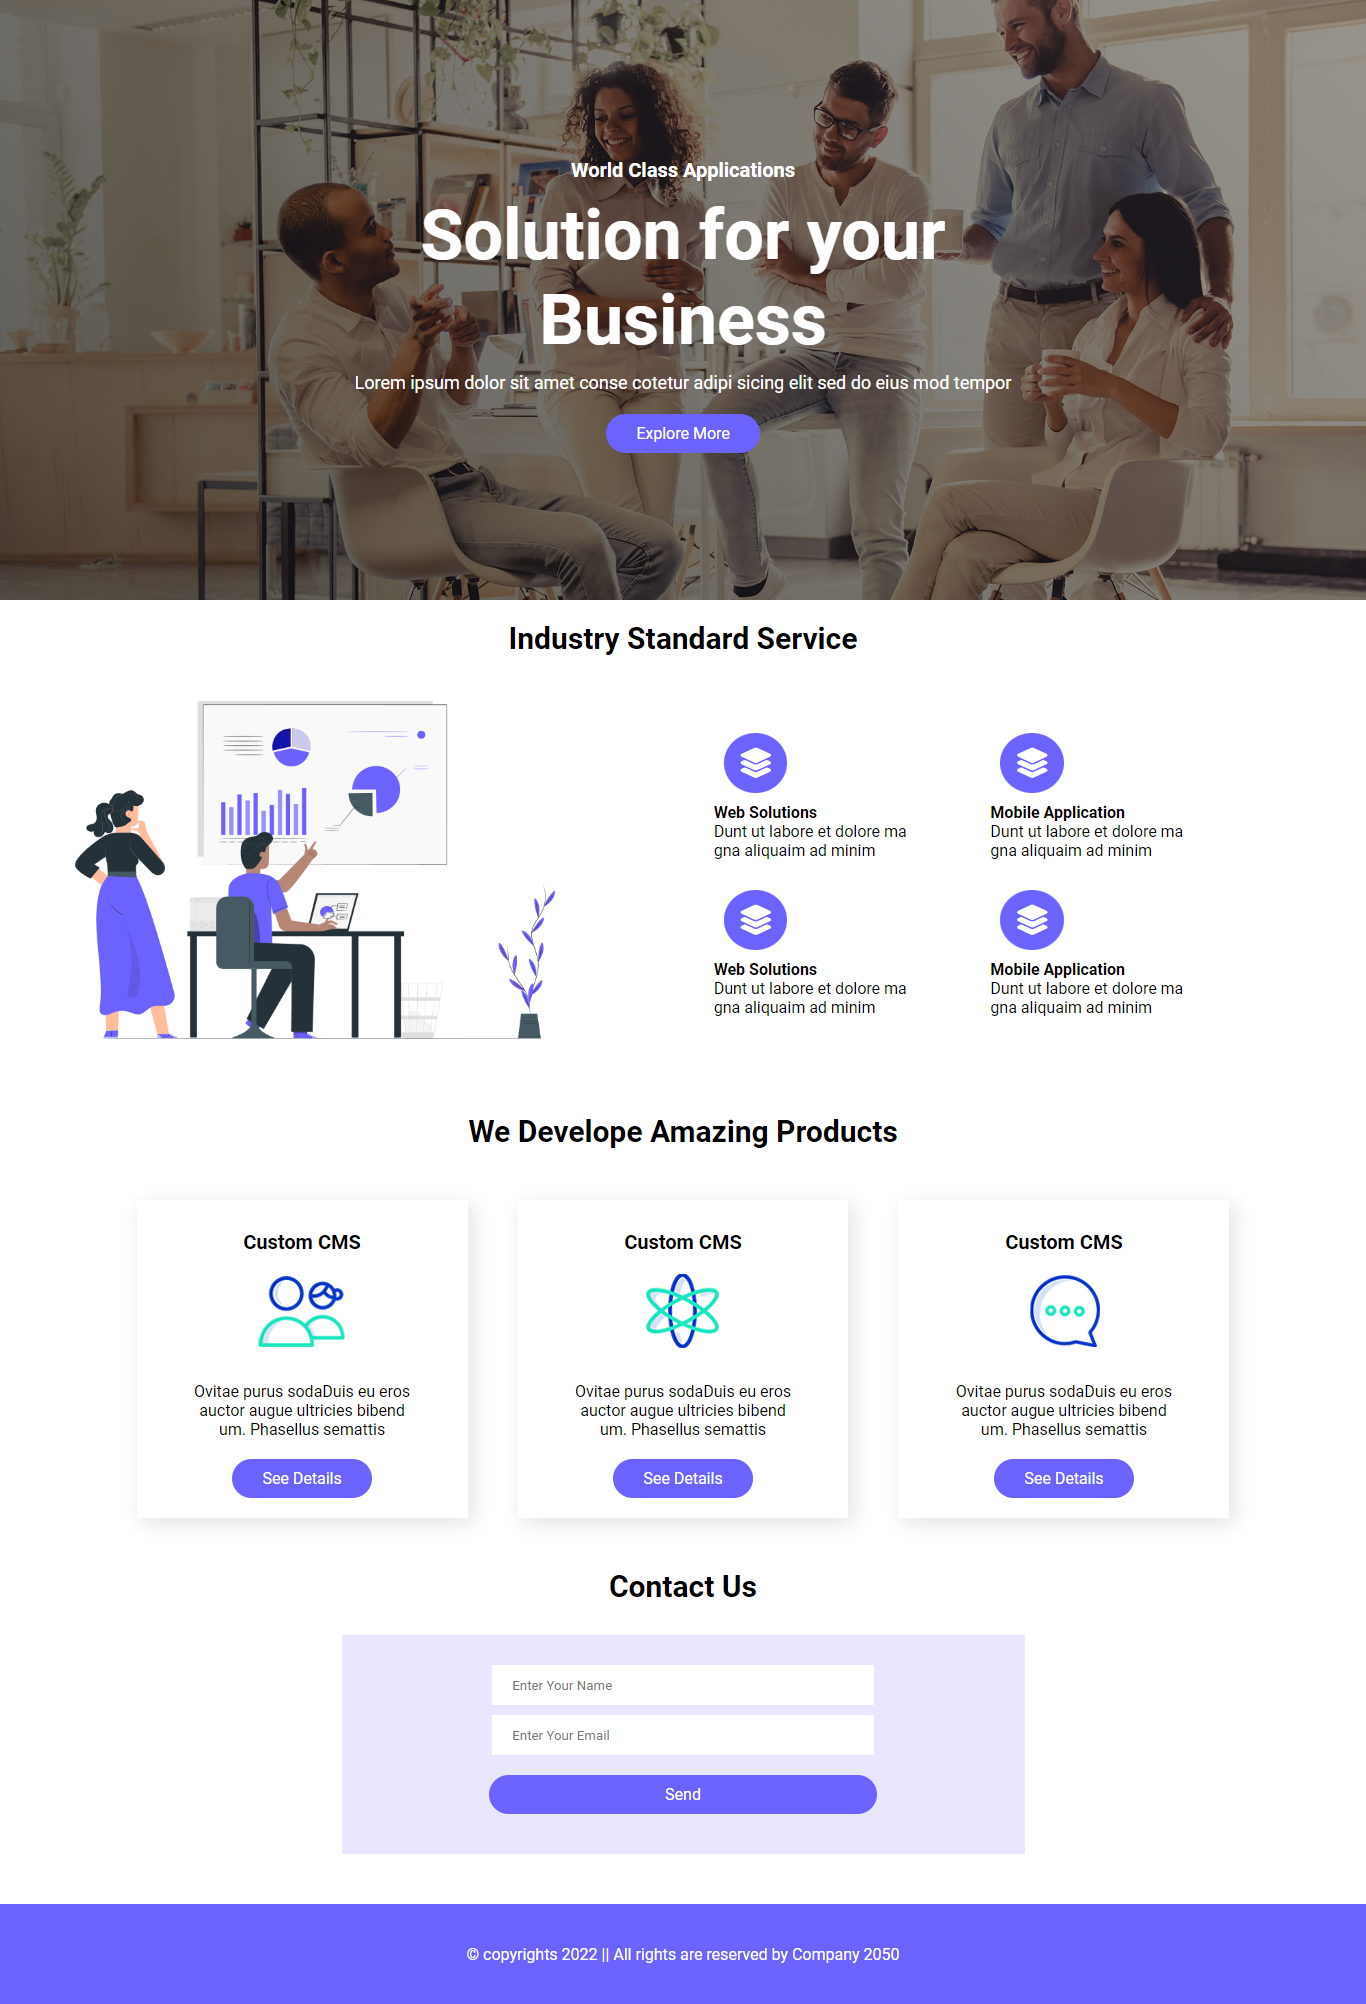 World Class Applications
Solution for your
Business
Lorem ipsum dolor sit amet conse cotetur adipi sicing elit sed do eius mod tempor
Explore More
Industry Standard Service
Web Solutions
Dunt ut labore et dolore ma
gna aliquaim ad minim
Mobile Application
Dunt ut labore et dolore ma
gna aliquaim ad minim
Web Solutions
Dunt ut labore et dolore ma
gna aliquaim ad minim
Mobile Application
Dunt ut labore et dolore ma
gna aliquaim ad minim
We Develope Amazing Products
Custom CMS
Ovitae purus sodaDuis eu eros
auctor augue ultricies bibend
um. Phasellus semattis
See Details
Custom CMS
Ovitae purus sodaDuis eu eros
auctor augue ultricies bibend
um. Phasellus semattis
See Details
Custom CMS
Ovitae purus sodaDuis eu eros
auctor augue ultricies bibend
um. Phasellus semattis
See Details
Contact Us
Enter Your Name
Enter Your Email
Send
© copyrights 2022 || All rights are reserved by Company 2050